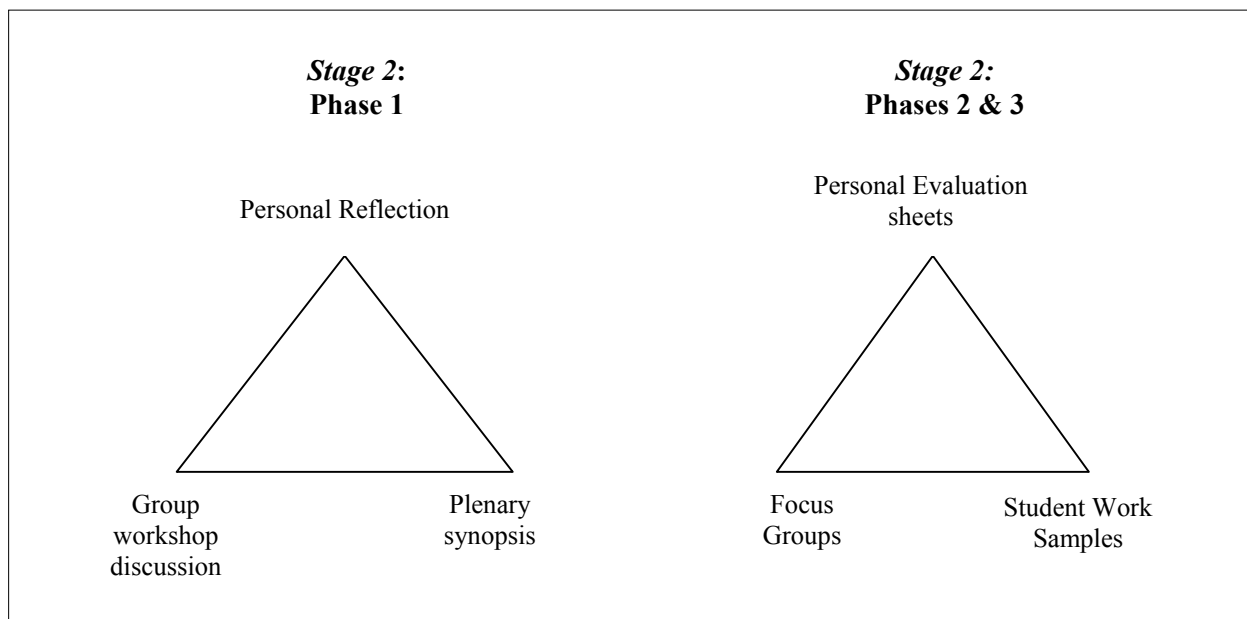 Stage 2:
Phase 1
Personal Reflection
Group
workshop
discussion
Plenary
synopsis
Stage 2:
Phases 2 & 3
Personal Evaluation
sheets
Focus
Groups
Student Work
Samples